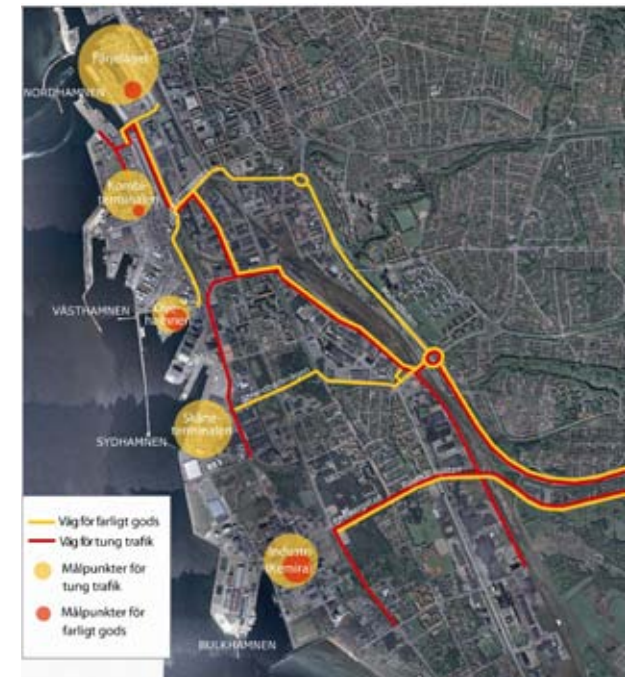 Färjeläget
NORDHAMNEN
Kombi-
terminalen
VÄSTHAMNEN
hamnen
Skåne-
terminalen
SYDHAMNEN
Industri
(Kemira)
BULKHAMNEN
Väg för farligt gods
Väg för tung trafik
Målpunkter för
tung trafik
Målpunkter för
farligt gods